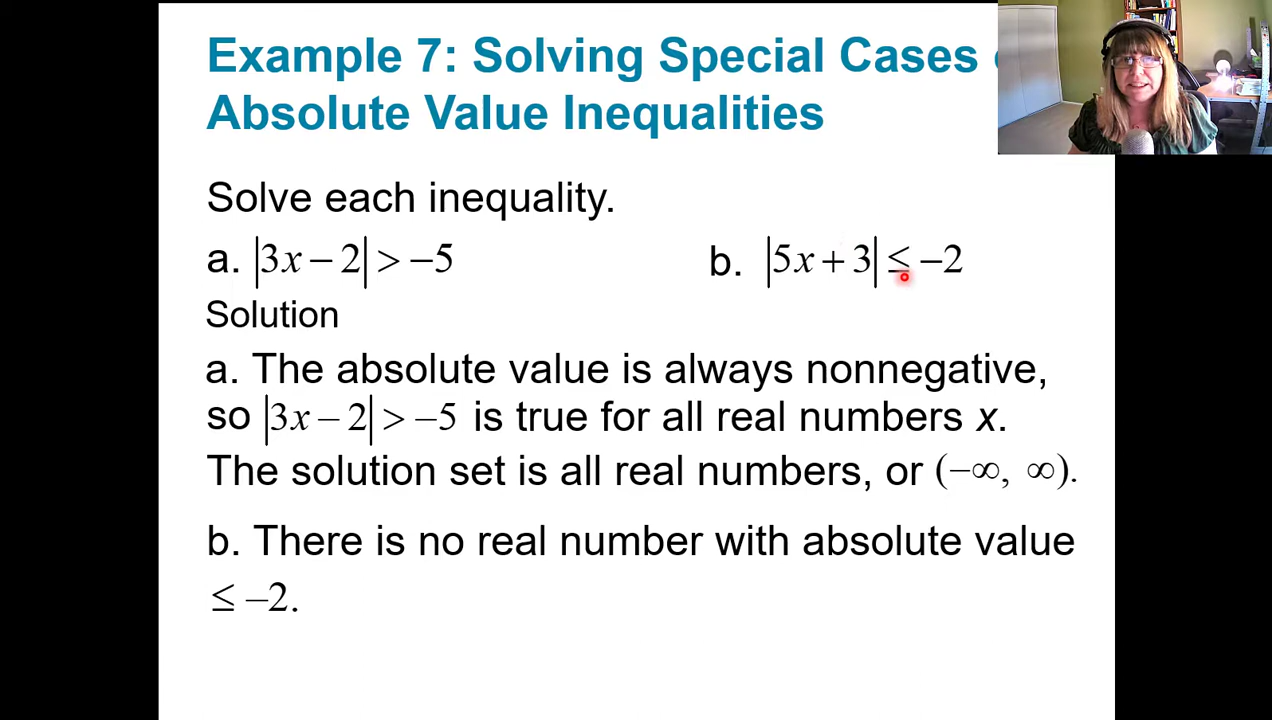 Example 7: Solving Special Cases
Absolute Value Inequalities
Solve each inequality.
a. |3x − 2| > −5 b. |5x + 3| ≤ −2
Solution
a. The absolute value is always nonnegative,
so |3x − 2| > −5 is true for all real numbers x.
The solution set is all real numbers, or (−∞, ∞).
b. There is no real number with absolute value
≤ −2.